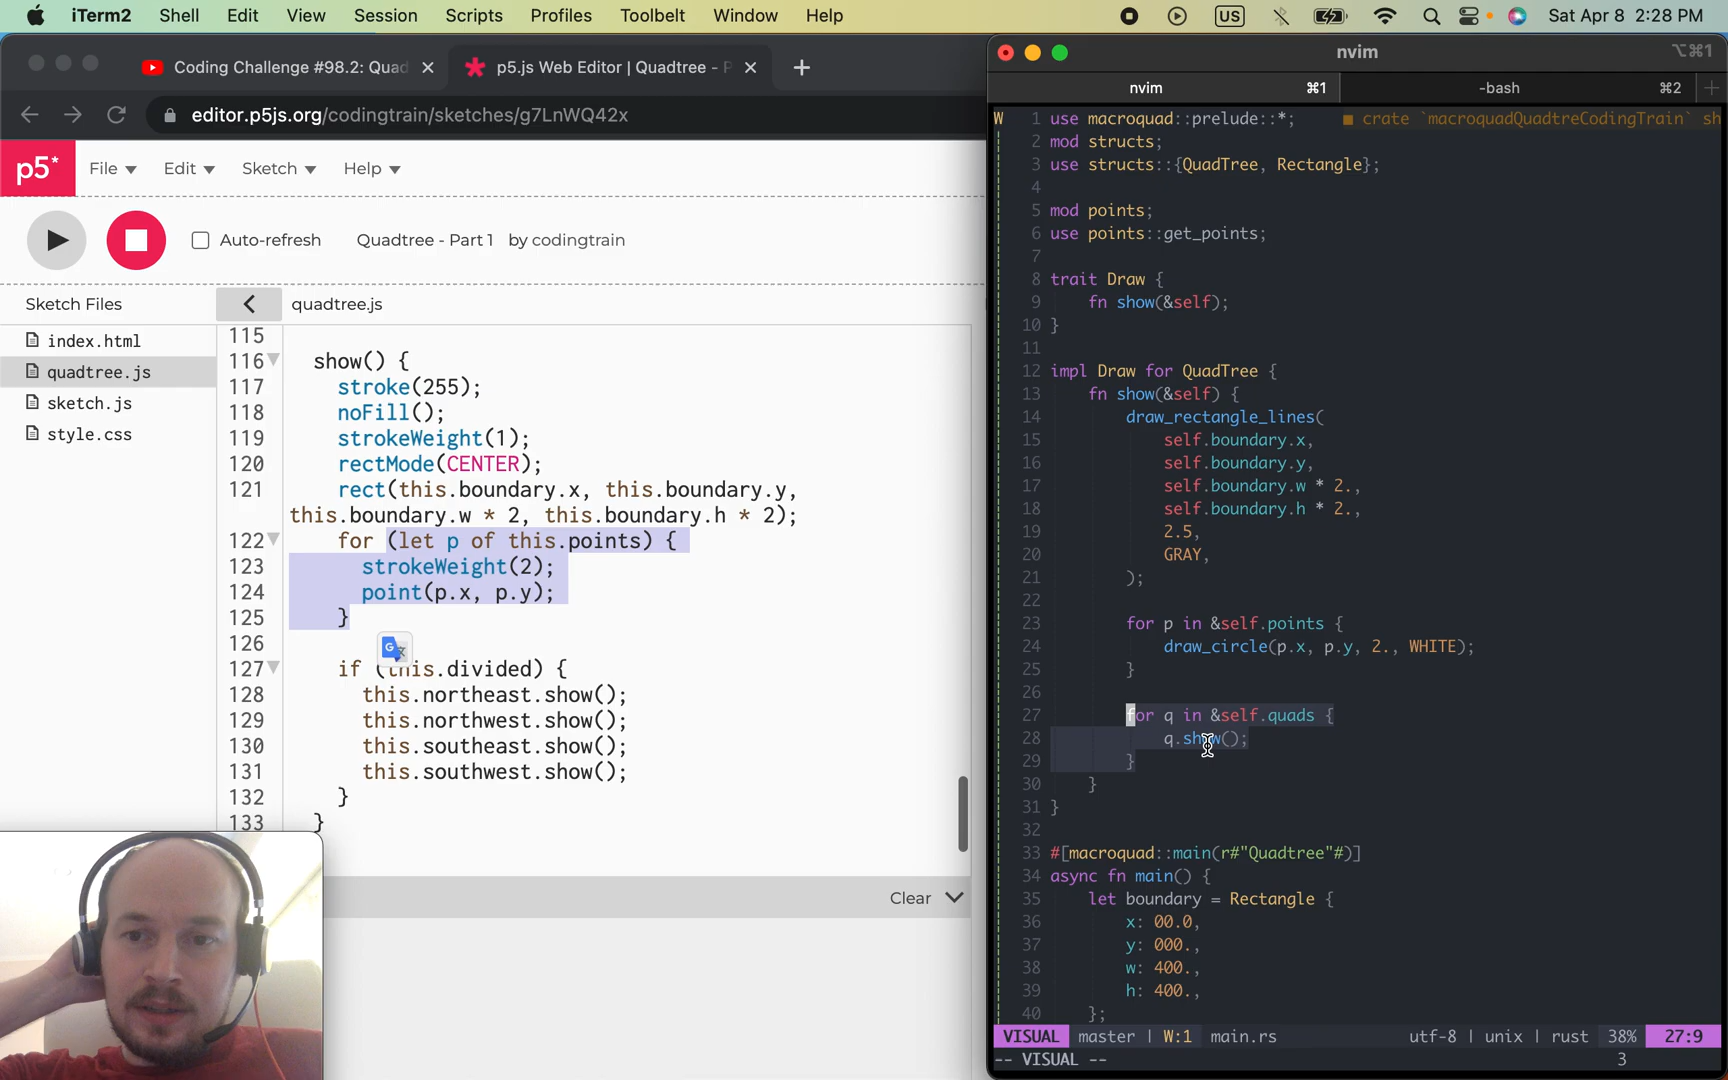 iTerm2 Shell Edit View Session Scripts Profiles Toolbelt Window Help US Sat Apr 8 2:28 PM
Coding Challenge #98.2: Quad
p5.js Web Editor | Quadtree - P
editor.p5js.org/codingtrain/sketches/g7LnWQ42x
p5* File Edit Sketch Help
Auto-refresh Quadtree - Part 1 by codingtrain
Sketch Files
quadtree.js
index.html
quadtree.js
sketch.js
style.css
115
116 show() {
117 stroke(255);
118 noFill();
119 strokeWeight(1);
120 rectMode(CENTER);
121 rect(this.boundary.x, this.boundary.y,
this.boundary.w * 2, this.boundary.h * 2);
122 for (let p of this.points) {
123 strokeWeight(2);
124 point(p.x, p.y);
125 }
126
127 if (this.divided) {
128 this.northeast.show();
129 this.northwest.show();
130 this.southeast.show();
131 this.southwest.show();
132 }
133 }
Clear
nvim ⌥⌘1
nvim ⌘1 -bash ⌘2
W 1 use macroquad::prelude::*; ■ crate `macroquadQuadtreCodingTrain` sh
2 mod structs;
3 use structs::{QuadTree, Rectangle};
4
5 mod points;
6 use points::get_points;
7
8 trait Draw {
9 fn show(&self);
10 }
11
12 impl Draw for QuadTree {
13 fn show(&self) {
14 draw_rectangle_lines(
15 self.boundary.x,
16 self.boundary.y,
17 self.boundary.w * 2.,
18 self.boundary.h * 2.,
19 2.5,
20 GRAY,
21 );
22
23 for p in &self.points {
24 draw_circle(p.x, p.y, 2., WHITE);
25 }
26
27 for q in &self.quads {
28 q.show();
29 }
30 }
31 }
32
33 #[macroquad::main(r#"Quadtree"#)]
34 async fn main() {
35 let boundary = Rectangle {
36 x: 00.0,
37 y: 000.,
38 w: 400.,
39 h: 400.,
40 };
VISUAL master | W:1 main.rs utf-8 | unix | rust 38% 27:9
-- VISUAL -- 3